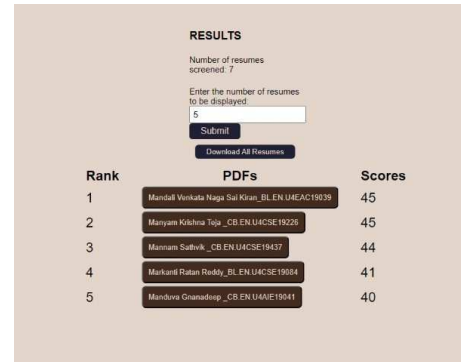 RESULTS
Number of resumes
screened: 7
Enter the number of resumes
to be displayed:
5
Submit
Download All Resumes
Rank PDFs Scores
1 Mandali Venkata Naga Sai Kiran_BL.EN.U4EAC19039 45
2 Manyam Krishna Teja _CB.EN.U4CSE19226 45
3 Mannam Sathvik _CB.EN.U4CSE19437 44
4 Markanti Ratan Reddy_BL.EN.U4CSE19084 41
5 Manduva Gnanadeep _CB.EN.U4AIE19041 40